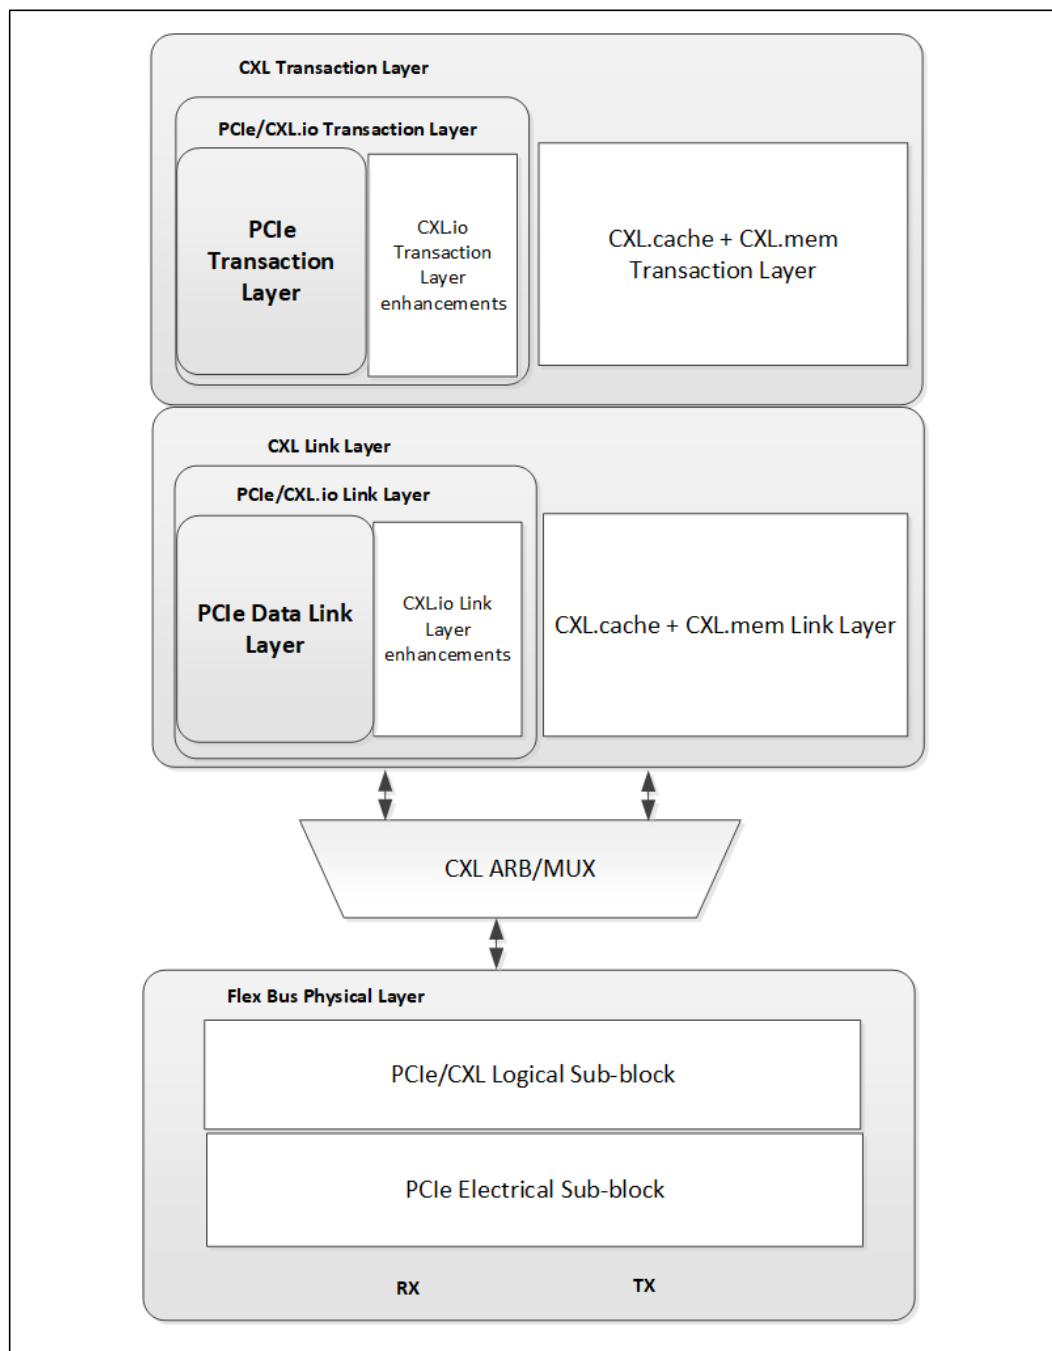 CXL Transaction Layer
PCIe/CXL.io Transaction Layer
PCIe
Transaction
Layer
CXL.io
Transaction
Layer
enhancements
CXL.cache + CXL.mem
Transaction Layer
CXL Link Layer
PCIe/CXL.io Link Layer
PCIe Data Link
Layer
CXL.io Link
Layer
enhancements
CXL.cache + CXL.mem Link Layer
CXL ARB/MUX
Flex Bus Physical Layer
PCIe/CXL Logical Sub-block
PCIe Electrical Sub-block
RX
TX